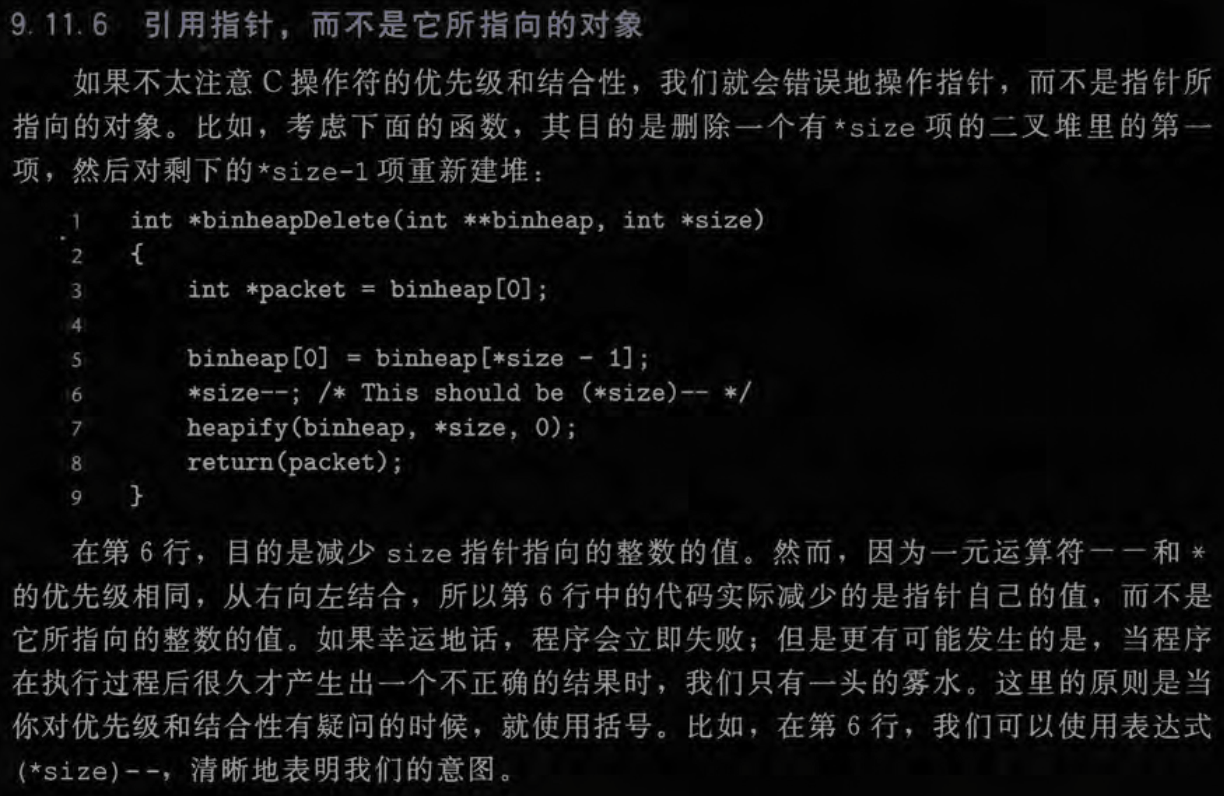 9.11.6 引用指针，而不是它所指向的对象
如果不太注意 C 操作符的优先级和结合性，我们就会错误地操作指针，而不是指针所
指向的对象。比如，考虑下面的函数，其目的是删除一个有*size 项的二叉堆里的第一
项，然后对剩下的*size-1 项重新建堆：
1 int *binheapDelete(int **binheap, int *size)
2 {
3 int *packet = binheap[0];
4
5 binheap[0] = binheap[*size - 1];
6 *size--; /* This should be (*size)-- */
7 heapify(binheap, *size, 0);
8 return(packet);
9 }
在第 6 行，目的是减少 size 指针指向的整数的值。然而，因为一元运算符－－和 *
的优先级相同，从右向左结合，所以第 6 行中的代码实际减少的是指针自己的值，而不是
它所指向的整数的值。如果幸运地话，程序会立即失败；但是更有可能发生的是，当程序
在执行过程后很久才产生出一个不正确的结果时，我们只有一头的雾水。这里的原则是当
你对优先级和结合性有疑问的时候，就使用括号。比如，在第 6 行，我们可以使用表达式
(*size)--，清晰地表明我们的意图。